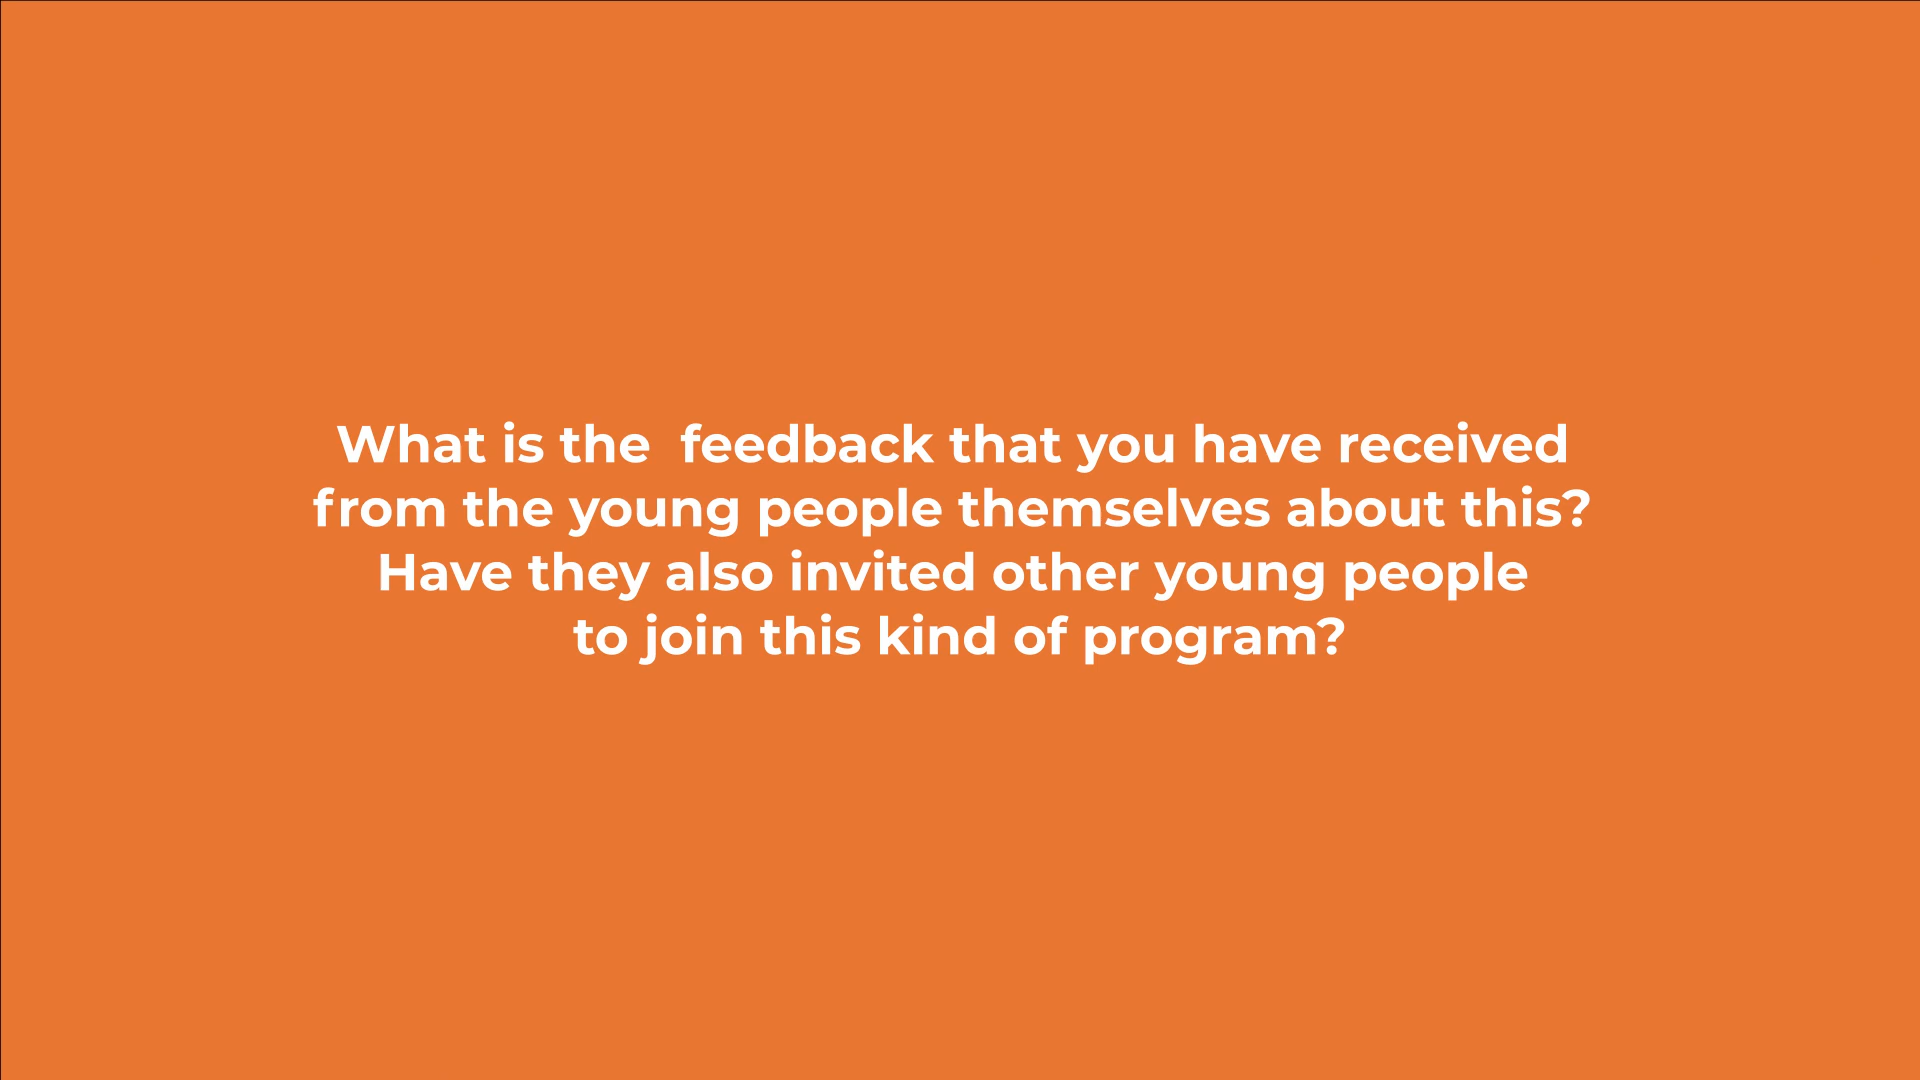 What is the  feedback that you have received
from the young people themselves about this?
Have they also invited other young people
to join this kind of program?